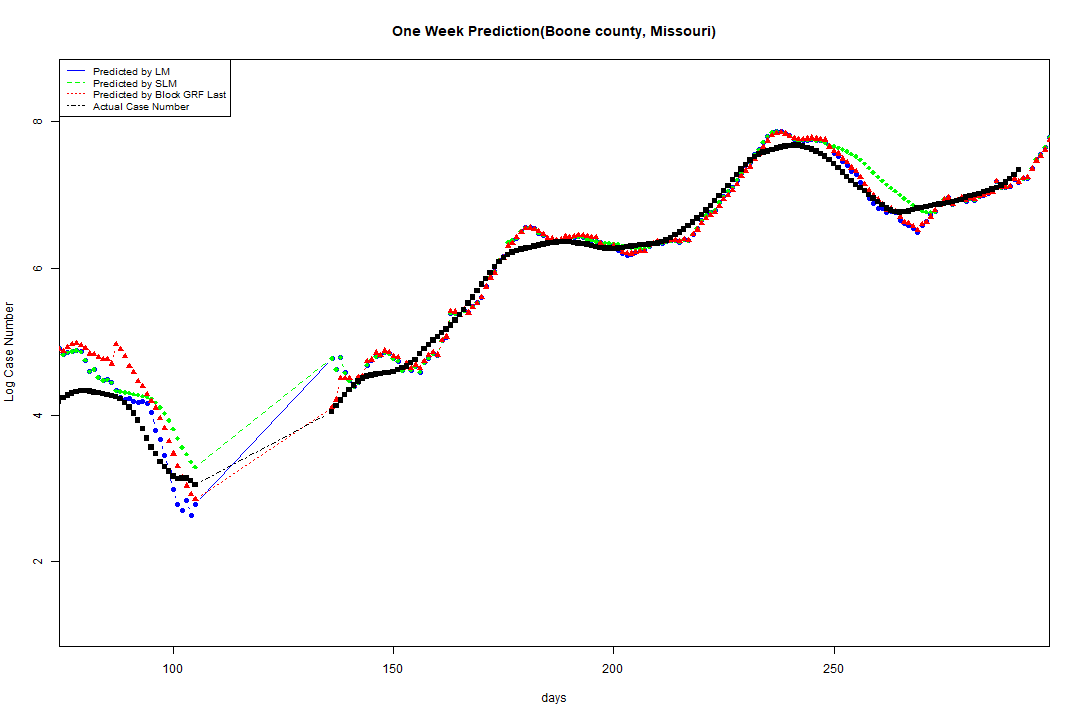 One Week Prediction(Boone county, Missouri)
Predicted by LM
Predicted by SLM
Predicted by Block GRF Last
Actual Case Number
8
6
4
2
Log Case Number
100 150 200 250
days